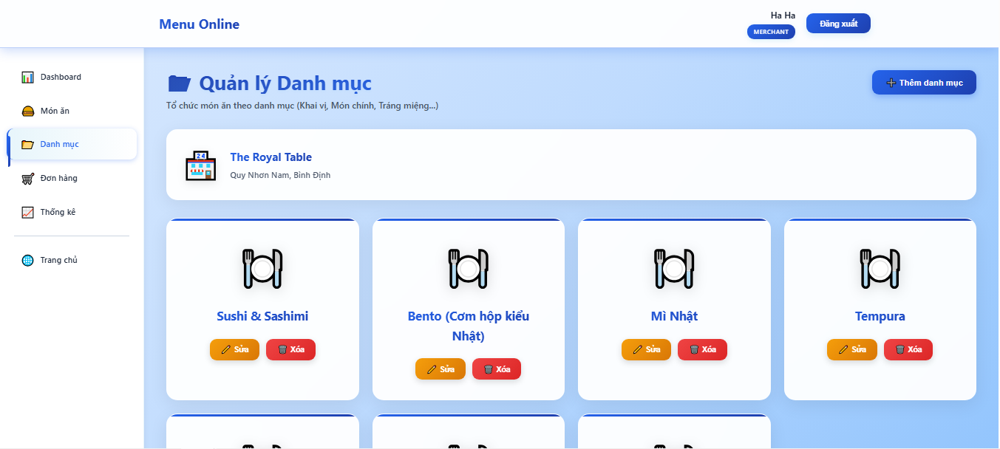 Menu Online
Ha Ha
MERCHANT
Đăng xuất
Dashboard
Món ăn
Danh mục
Đơn hàng
Thống kê
Trang chủ
Quản lý Danh mục
Tổ chức món ăn theo danh mục (Khai vị, Món chính, Tráng miệng...)
Thêm danh mục
24
The Royal Table
Quy Nhơn Nam, Bình Định
Sushi & Sashimi
Sửa Xóa
Bento (Cơm hộp kiểu
Nhật)
Sửa Xóa
Mì Nhật
Sửa Xóa
Tempura
Sửa Xóa